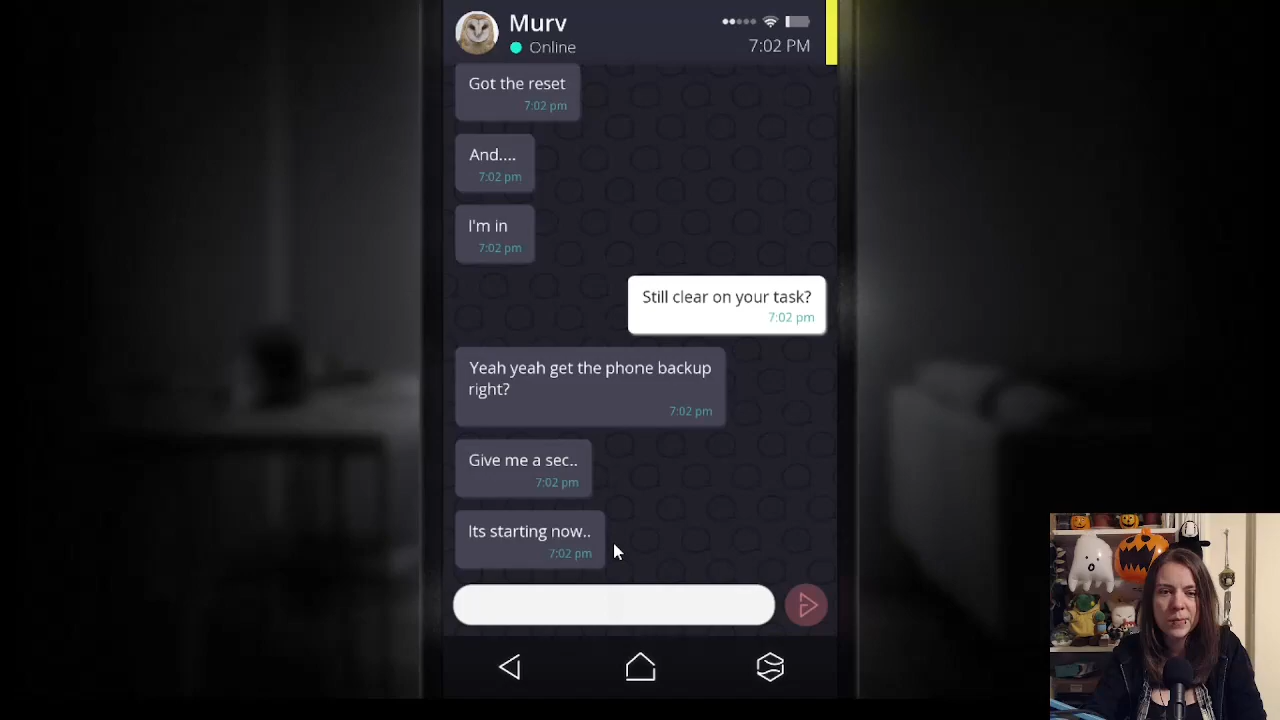 Murv
Online
7:02 PM
Got the reset
7:02 pm
And....
7:02 pm
I'm in
7:02 pm
Still clear on your task?
7:02 pm
Yeah yeah get the phone backup
right?
7:02 pm
Give me a sec..
7:02 pm
Its starting now..
7:02 pm